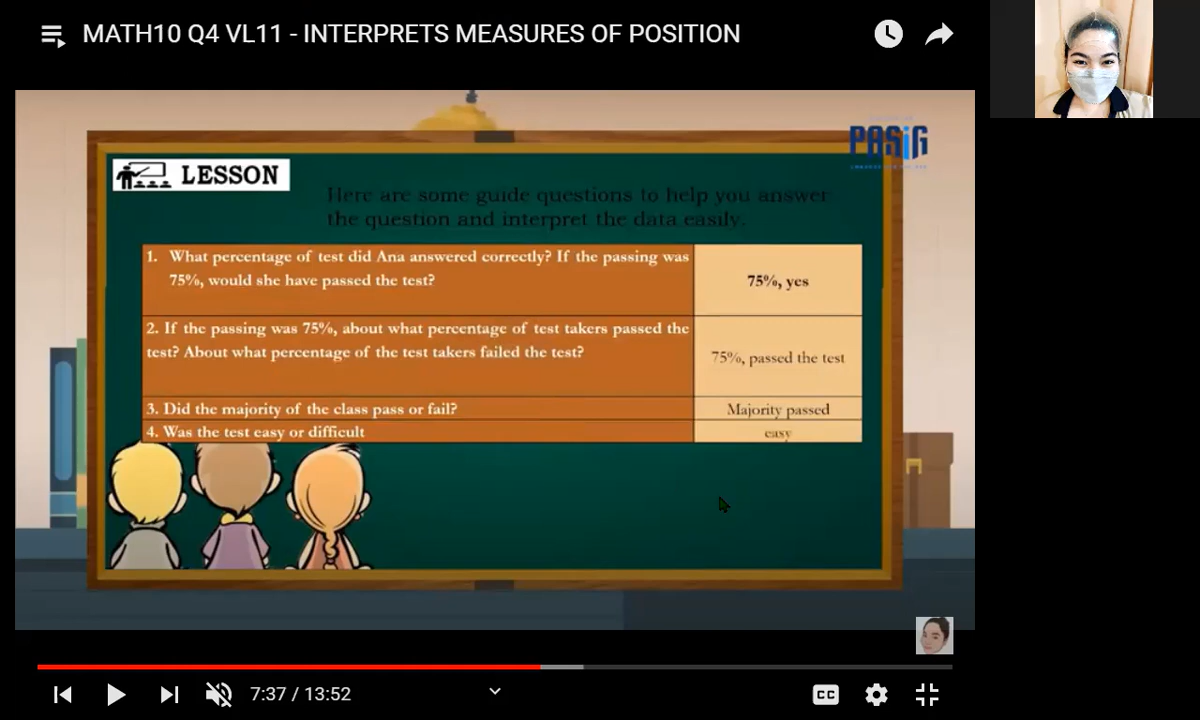 MATH10 Q4 VL11 - INTERPRETS MEASURES OF POSITION
PASiG
LESSON
Here are some guide questions to help you answer
the question and interpret the data easily.
1. What percentage of test did Ana answered correctly? If the passing was
75%, would she have passed the test?
75%, yes
2. If the passing was 75%, about what percentage of test takers passed the
test? About what percentage of the test takers failed the test?
75%, passed the test
3. Did the majority of the class pass or fail?
Majority passed
4. Was the test easy or difficult
easy
7:37 / 13:52
CC